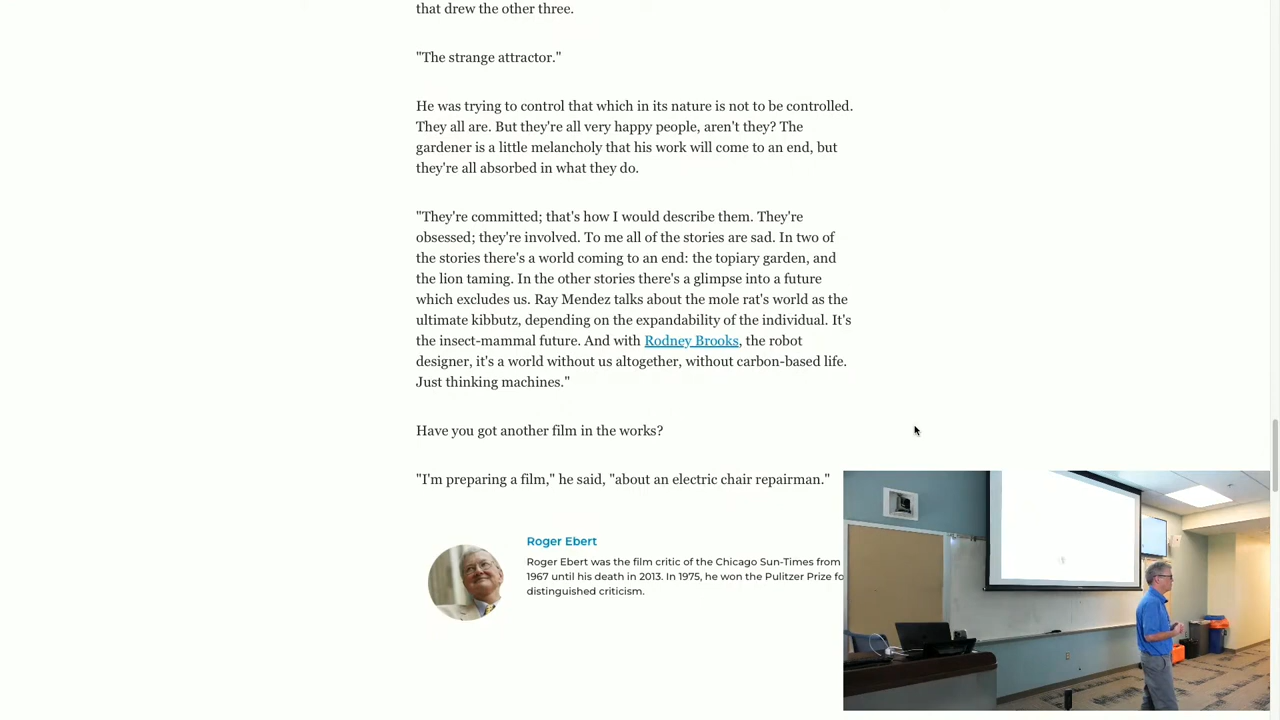 that drew the other three.
"The strange attractor."
He was trying to control that which in its nature is not to be controlled.
They all are. But they're all very happy people, aren't they? The
gardener is a little melancholy that his work will come to an end, but
they're all absorbed in what they do.
"They're committed; that's how I would describe them. They're
obsessed; they're involved. To me all of the stories are sad. In two of
the stories there's a world coming to an end: the topiary garden, and
the lion taming. In the other stories there's a glimpse into a future
which excludes us. Ray Mendez talks about the mole rat's world as the
ultimate kibbutz, depending on the expandability of the individual. It's
the insect-mammal future. And with Rodney Brooks, the robot
designer, it's a world without us altogether, without carbon-based life.
Just thinking machines."
Have you got another film in the works?
"I'm preparing a film," he said, "about an electric chair repairman."
Roger Ebert
Roger Ebert was the film critic of the Chicago Sun-Times from
1967 until his death in 2013. In 1975, he won the Pulitzer Prize fo
distinguished criticism.